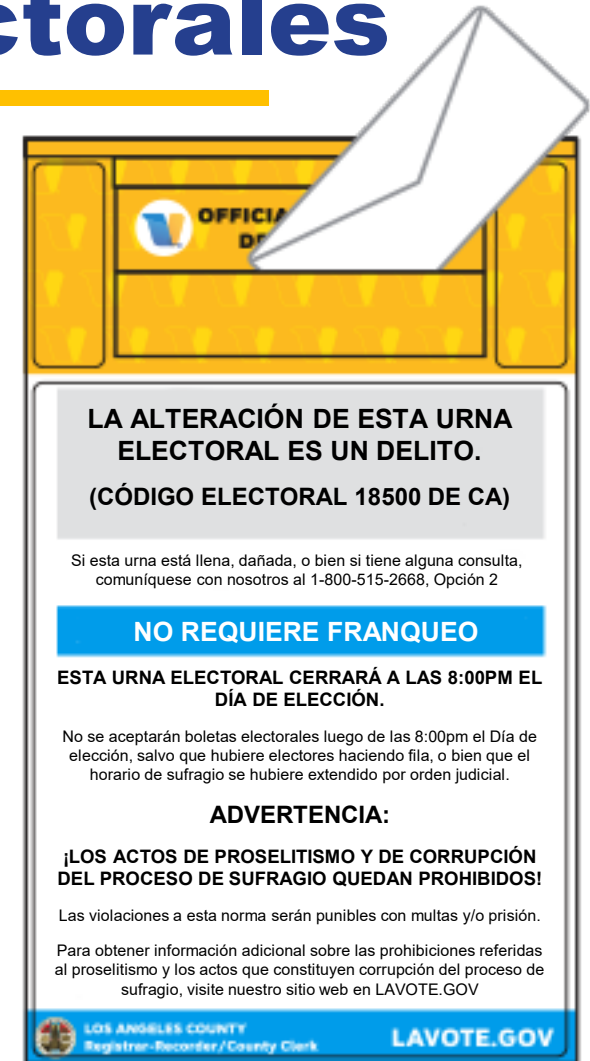 ctorales
OFFICIA
DR
LA ALTERACIÓN DE ESTA URNA
ELECTORAL ES UN DELITO.
(CÓDIGO ELECTORAL 18500 DE CA)
Si esta urna está llena, dañada, o bien si tiene alguna consulta,
comuníquese con nosotros al 1-800-515-2668, Opción 2
NO REQUIERE FRANQUEO
ESTA URNA ELECTORAL CERRARÁ A LAS 8:00PM EL
DÍA DE ELECCIÓN.
No se aceptarán boletas electorales luego de las 8:00pm el Día de
elección, salvo que hubiere electores haciendo fila, o bien que el
horario de sufragio se hubiere extendido por orden judicial.
ADVERTENCIA:
¡LOS ACTOS DE PROSELITISMO Y DE CORRUPCIÓN
DEL PROCESO DE SUFRAGIO QUEDAN PROHIBIDOS!
Las violaciones a esta norma serán punibles con multas y/o prisión.
Para obtener información adicional sobre las prohibiciones referidas
al proselitismo y los actos que constituyen corrupción del proceso de
sufragio, visite nuestro sitio web en LAVOTE.GOV
LOS ANGELES COUNTY
Registrar-Recorder/County Clerk
LAVOTE.GOV